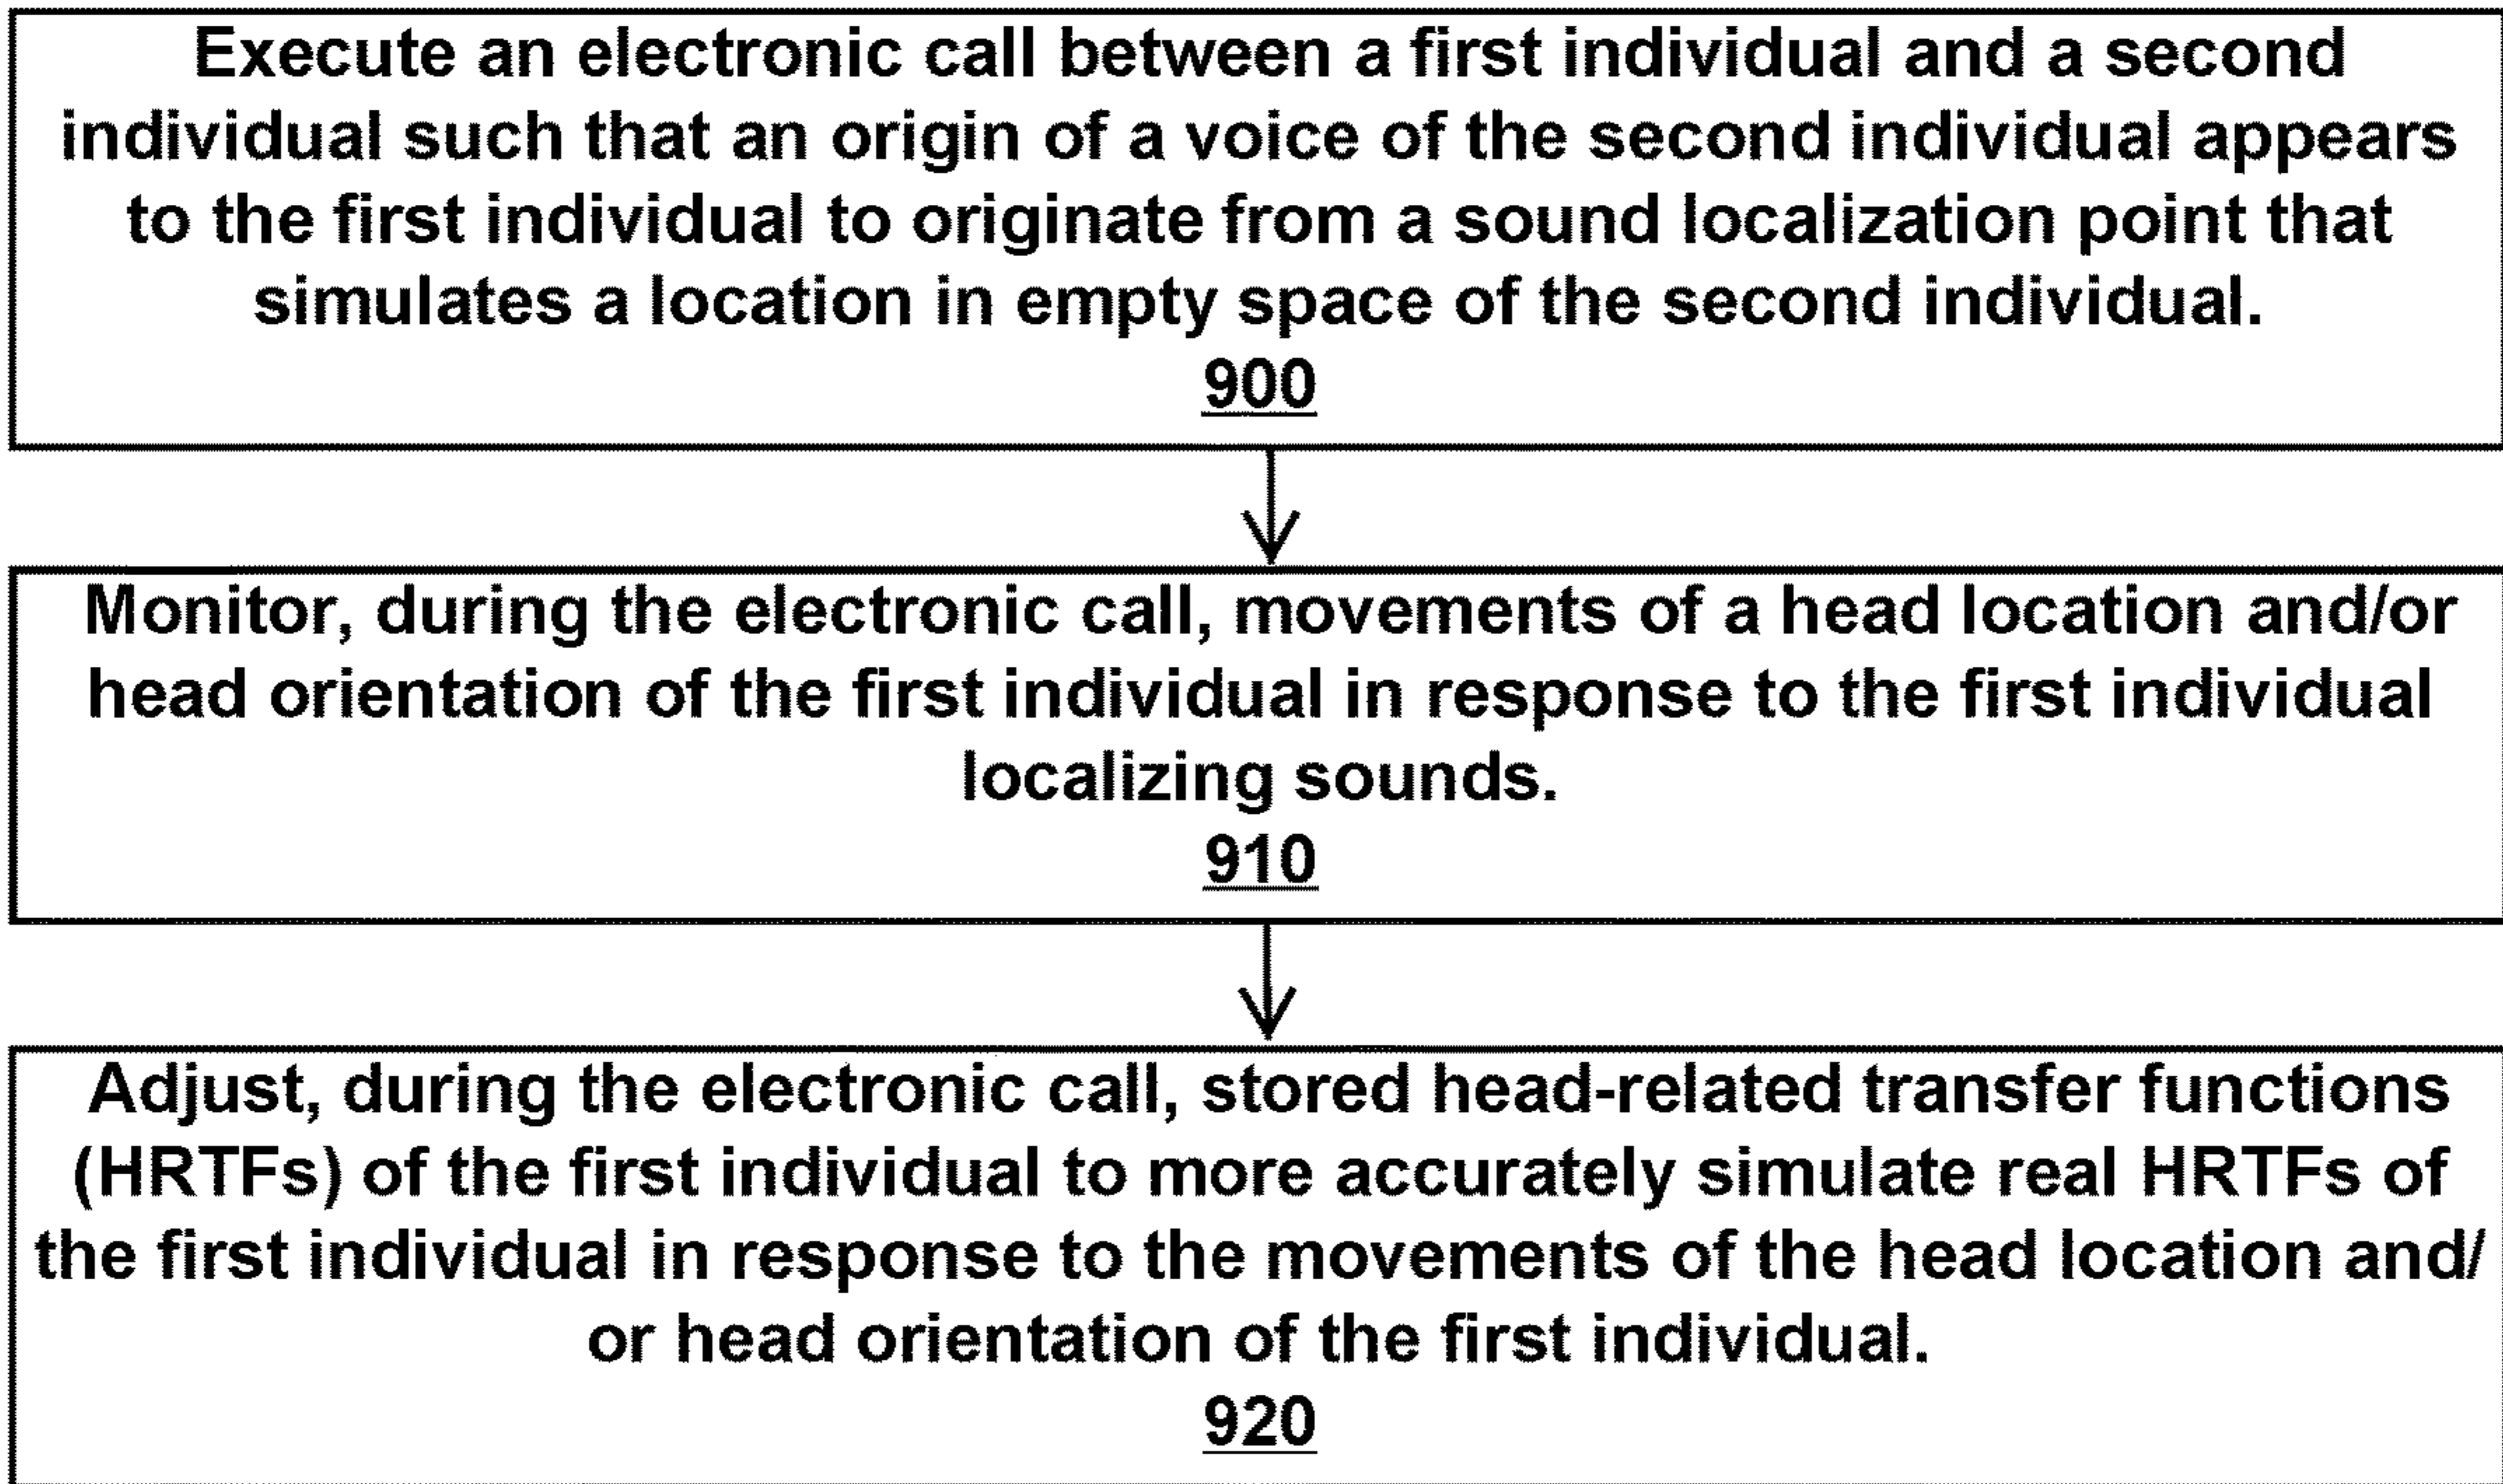 Execute an electronic call between a first individual and a second
individual such that an origin of a voice of the second individual appears
to the first individual to originate from a sound localization point that
simulates a location in empty space of the second individual.
900
Monitor, during the electronic call, movements of a head location and/or
head orientation of the first individual in response to the first individual
localizing sounds.
910
Adjust, during the electronic call, stored head-related transfer functions
(HRTFs) of the first individual to more accurately simulate real HRTFs of
the first individual in response to the movements of the head location and/
or head orientation of the first individual.
920